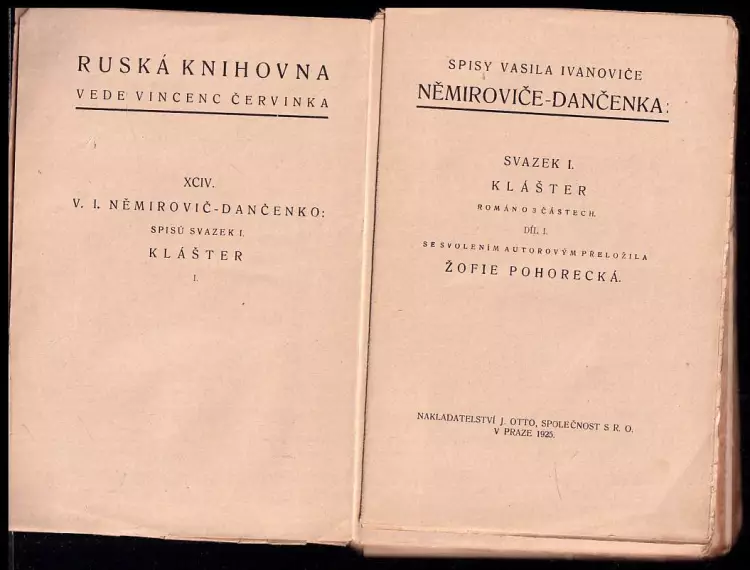 RUSKÁ KNIHOVNA
VEDE VINCENC ČERVINKA
XCIV.
V. I. NĚMIROVIČ-DANČENKO:
SPISŮ SVAZEK I.
KLÁŠTER
I.
SPISY VASILA IVANOVIČE
NĚMIROVIČE-DANČENKA:
SVAZEK I.
KLÁŠTER
ROMÁN O 3 ČÁSTECH.
DÍL I.
SE SVOLENÍM AUTOROVÝM PŘELOŽILA
ŽOFIE POHORECKÁ.
NAKLADATELSTVÍ J. OTTO, SPOLEČNOST S R. O.
V PRAZE 1925.